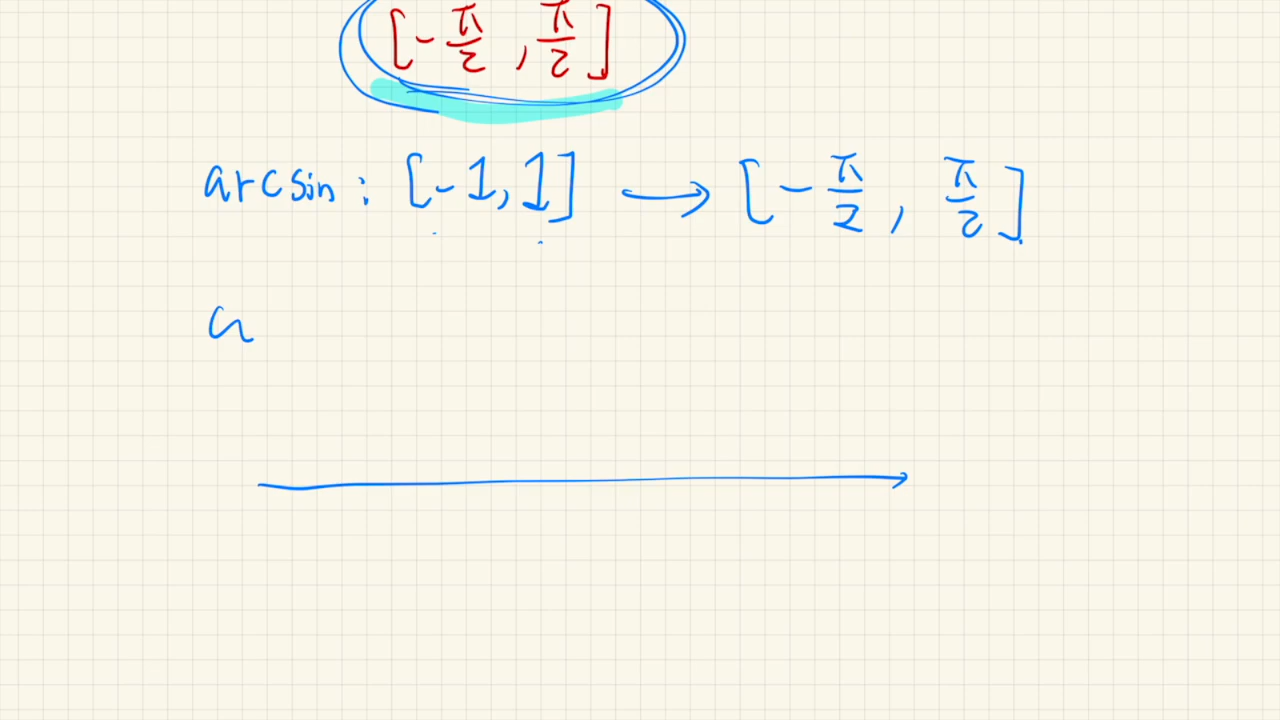 [-π/2, π/2]
arcsin: [-1, 1] → [-π/2, π/2]
a